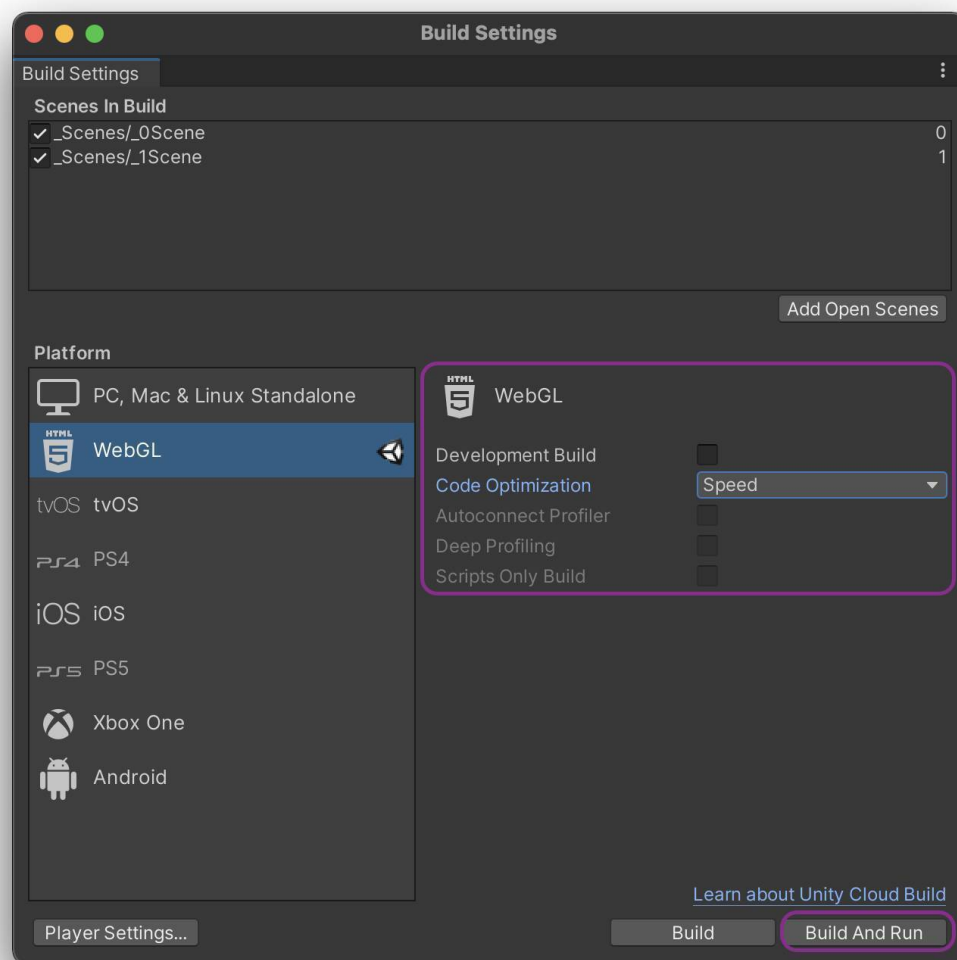 Build Settings
Build Settings
Scenes In Build
_Scenes/_0Scene 0
_Scenes/_1Scene 1
Add Open Scenes
Platform
PC, Mac & Linux Standalone
HTML 5 WebGL
tvOS tvOS
PS4 PS4
iOS iOS
PS5 PS5
Xbox One
Android
HTML 5 WebGL
Development Build
Code Optimization Speed
Autoconnect Profiler
Deep Profiling
Scripts Only Build
Learn about Unity Cloud Build
Player Settings... Build Build And Run